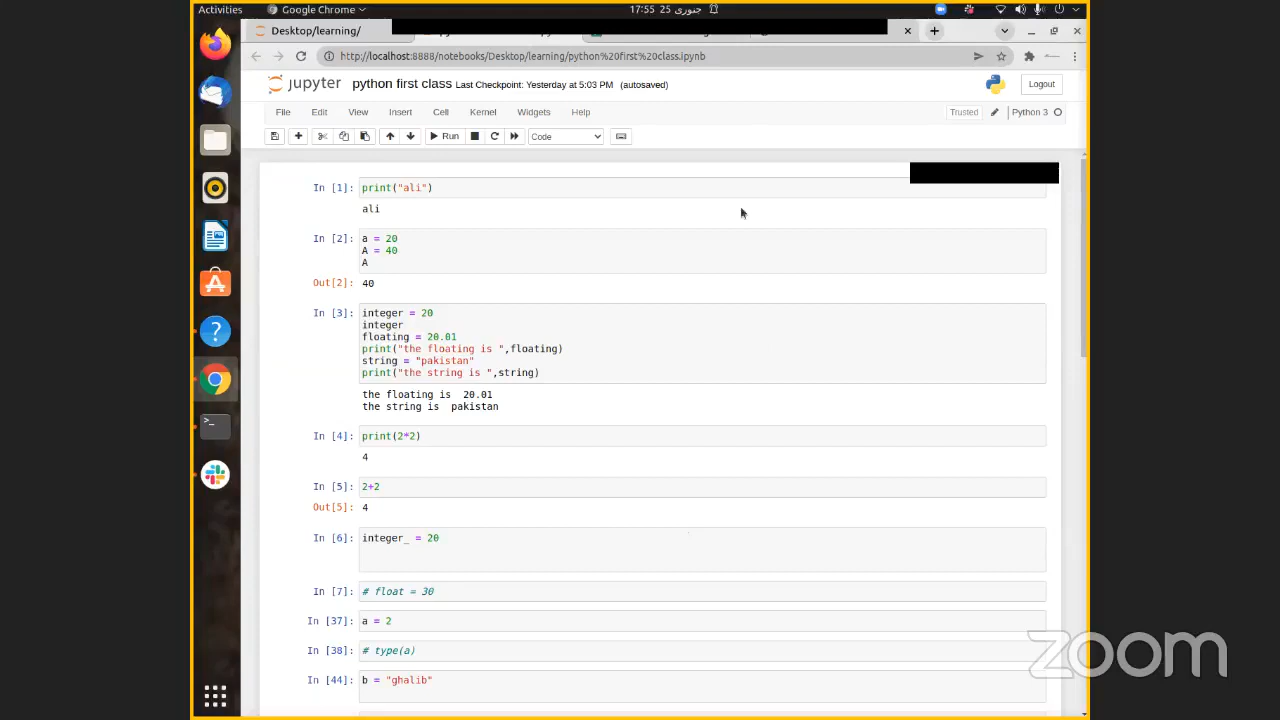 Activities
Google Chrome
17:55 25 جنوری
Desktop/learning/
http://localhost:8888/notebooks/Desktop/learning/python%20first%20class.ipynb
jupyter python first class Last Checkpoint: Yesterday at 5:03 PM (autosaved)
Logout
File Edit View Insert Cell Kernel Widgets Help
Trusted
Python 3
Run
Code
In [1]: print("ali")
ali
In [2]: a = 20
A = 40
A
Out[2]: 40
In [3]: integer = 20
integer
floating = 20.01
print("the floating is ",floating)
string = "pakistan"
print("the string is ",string)
the floating is  20.01
the string is  pakistan
In [4]: print(2*2)
4
In [5]: 2+2
Out[5]: 4
In [6]: integer_ = 20
In [7]: # float = 30
In [37]: a = 2
In [38]: # type(a)
In [44]: b = "ghalib"
zoom